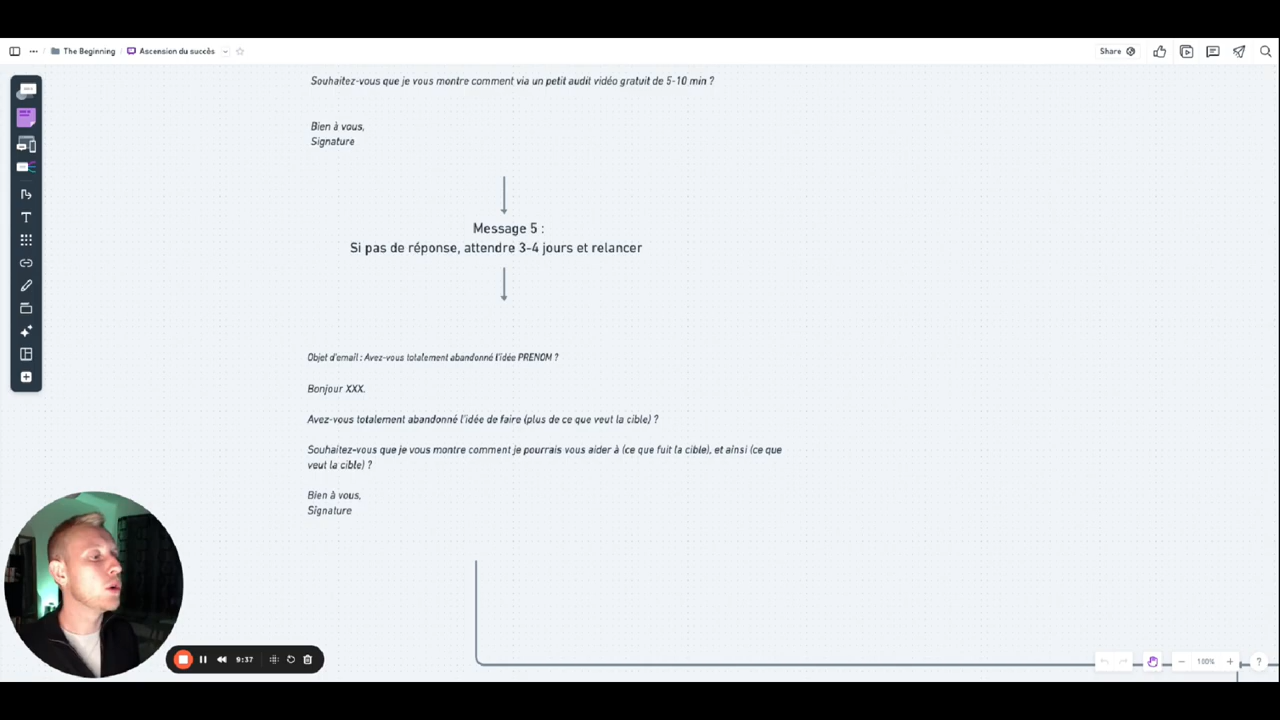 The Beginning / Ascension du succès
Share
Souhaitez-vous que je vous montre comment via un petit audit vidéo gratuit de 5-10 min ?
Bien à vous,
Signature
Message 5 :
Si pas de réponse, attendre 3-4 jours et relancer
Objet d'email : Avez-vous totalement abandonné l'idée PRENOM ?
Bonjour XXX.
Avez-vous totalement abandonné l'idée de faire (plus de ce que veut la cible) ?
Souhaitez-vous que je vous montre comment je pourrais vous aider à (ce que fuit la cible), et ainsi (ce que
veut la cible) ?
Bien à vous,
Signature
9:37
100%